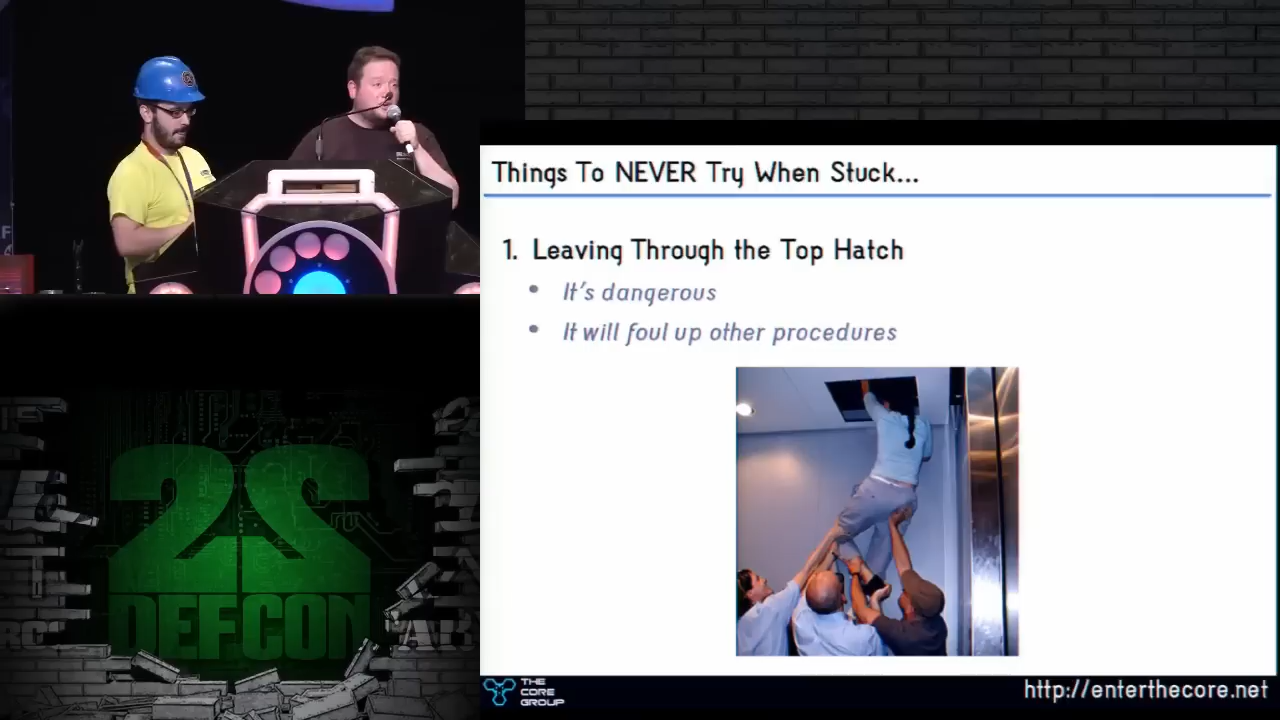 Things To NEVER Try When Stuck...
1. Leaving Through the Top Hatch
• It's dangerous
• It will foul up other procedures
22
DEFCON
THE
CORE
GROUP
http://enterthecore.net